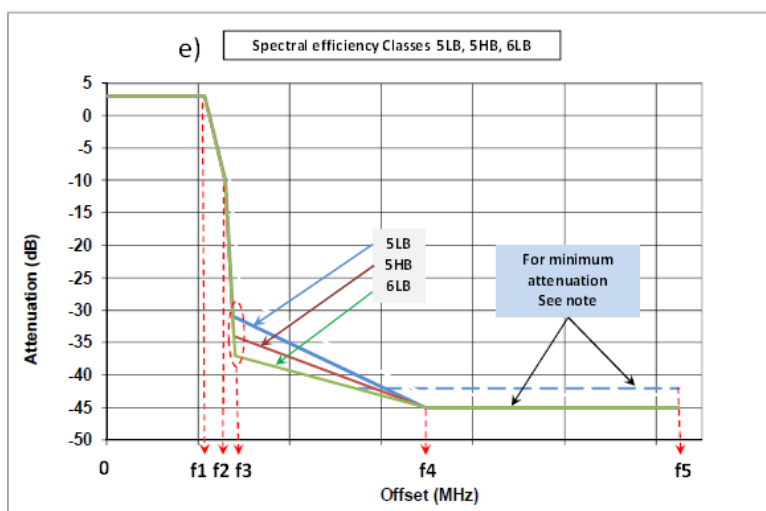 e)
Spectral efficiency Classes 5LB, 5HB, 6LB
5
0
-5
-10
-15
-20
-25
-30
-35
-40
-45
-50
Attenuation (dB)
5LB
5HB
6LB
For minimum
attenuation
See note
0
f1
f2
f3
f4
f5
Offset (MHz)